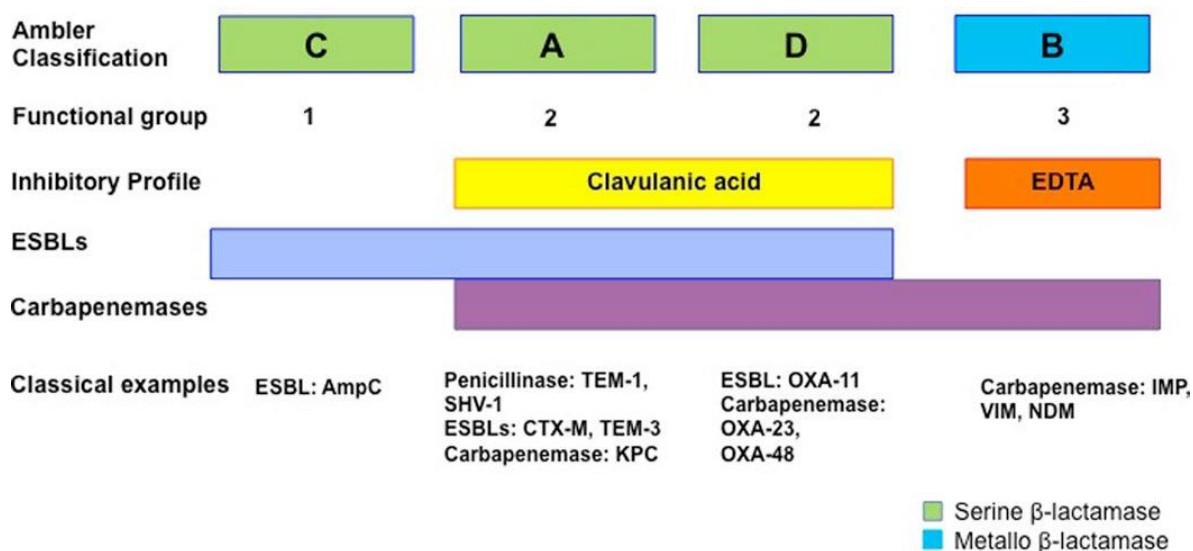 Ambler
Classification
C
A
D
B
Functional group
1
2
2
3
Inhibitory Profile
Clavulanic acid
EDTA
ESBLs
Carbapenemases
Classical examples
ESBL: AmpC
Penicillinase: TEM-1,
SHV-1
ESBLs: CTX-M, TEM-3
Carbapenemase: KPC
ESBL: OXA-11
Carbapenemase:
OXA-23,
OXA-48
Carbapenemase: IMP,
VIM, NDM
Serine β-lactamase
Metallo β-lactamase